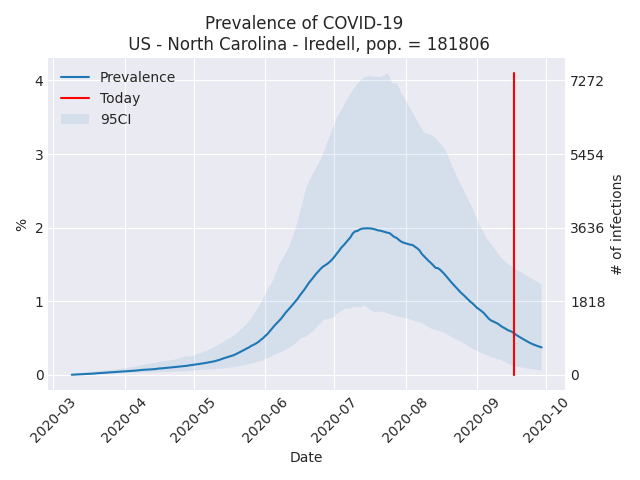 Prevalence of COVID-19
US - North Carolina - Iredell, pop. = 181806
Prevalence
Today
95CI
4
3
2
1
0
%
7272
5454
3636
1818
0
# of infections
2020-03
2020-04
2020-05
2020-06
2020-07
2020-08
2020-09
2020-10
Date